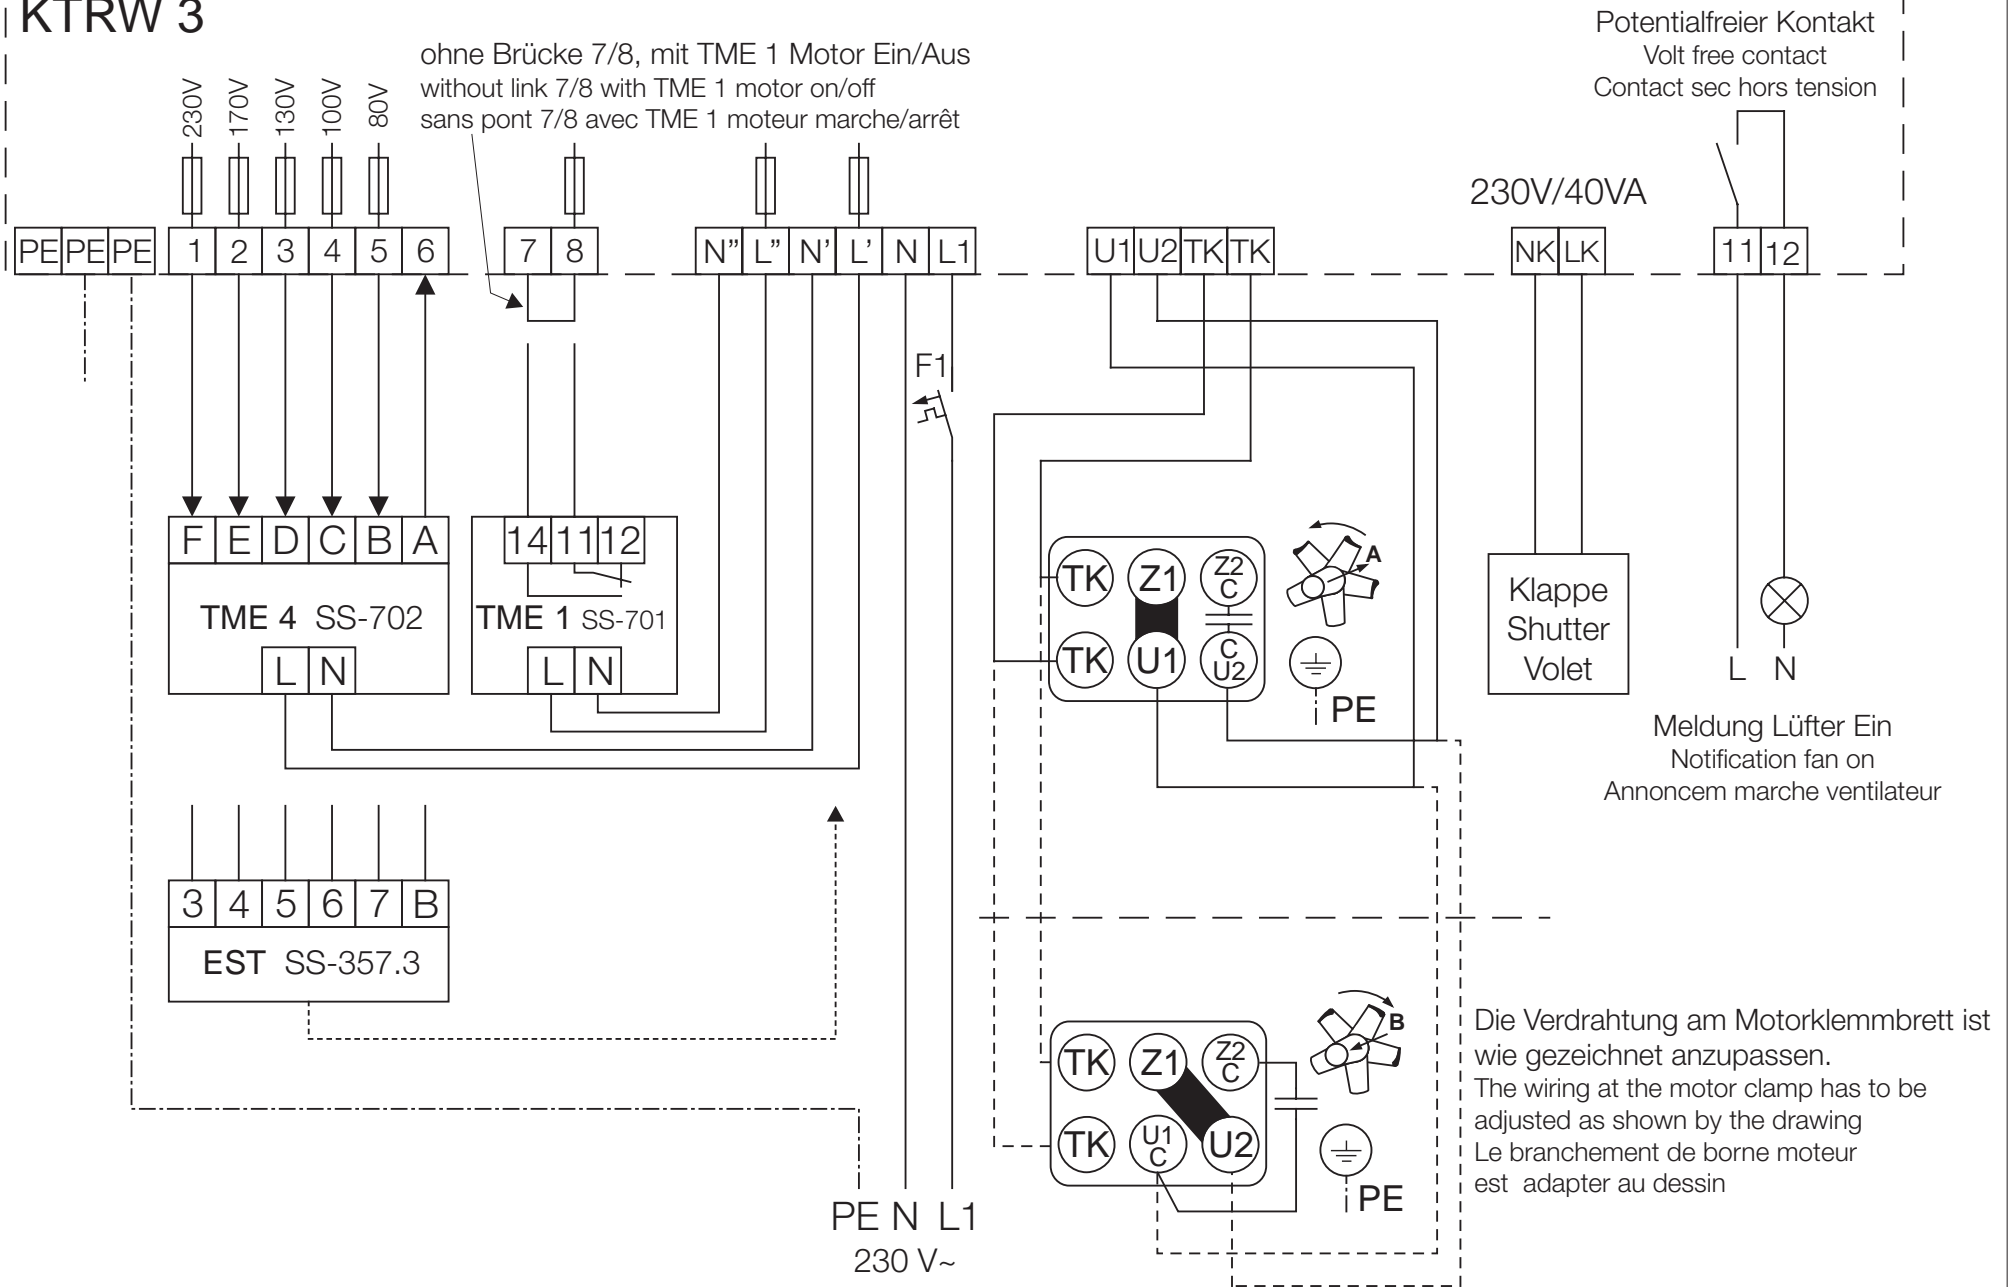 KTRW 3
ohne Brücke 7/8, mit TME 1 Motor Ein/Aus
without link 7/8 with TME 1 motor on/off
sans pont 7/8 avec TME 1 moteur marche/arrêt
Potentialfreier Kontakt
Volt free contact
Contact sec hors tension
230V 170V 130V 100V 80V
230V/40VA
PE PE PE 1 2 3 4 5 6 7 8 N” L” N’ L’ N L1 U1 U2 TK TK NK LK 11 12
F1
F E D C B A
14 11 12
TME 4 SS-702
TME 1 SS-701
L N
L N
TK Z1 Z2 C
TK U1 C U2
A
PE
Klappe
Shutter
Volet
L N
Meldung Lüfter Ein
Notification fan on
Annoncem marche ventilateur
3 4 5 6 7 B
EST SS-357.3
TK Z1 Z2 C
TK U1 C U2
B
PE
Die Verdrahtung am Motorklemmbrett ist
wie gezeichnet anzupassen.
The wiring at the motor clamp has to be
adjusted as shown by the drawing
Le branchement de borne moteur
est adapter au dessin
PE N L1
230 V~